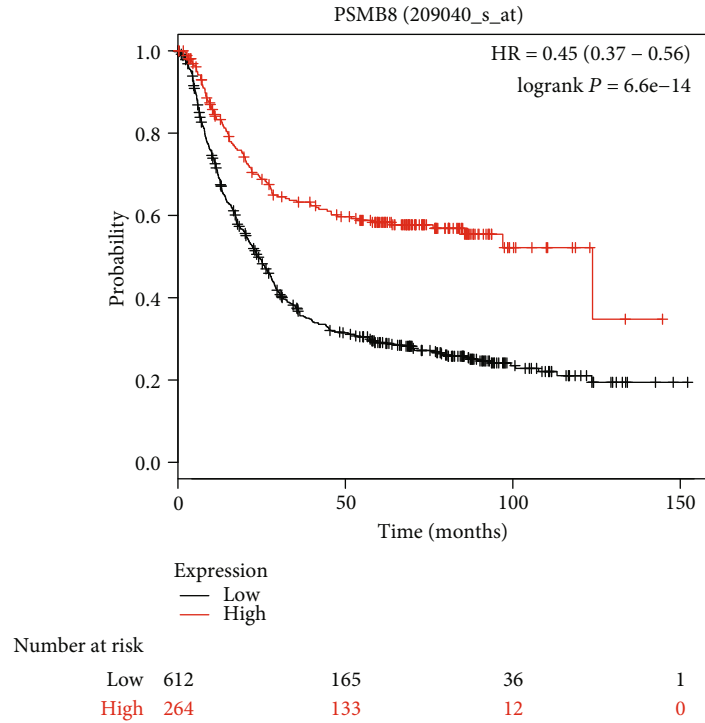 PSMB8 (209040_s_at)
HR = 0.45 (0.37 – 0.56)
logrank P = 6.6e−14
1.0
0.8
0.6
0.4
0.2
0.0
Probability
0 50 100 150
Time (months)
Expression
Low
High
Number at risk
Low 612 165 36 1
High 264 133 12 0